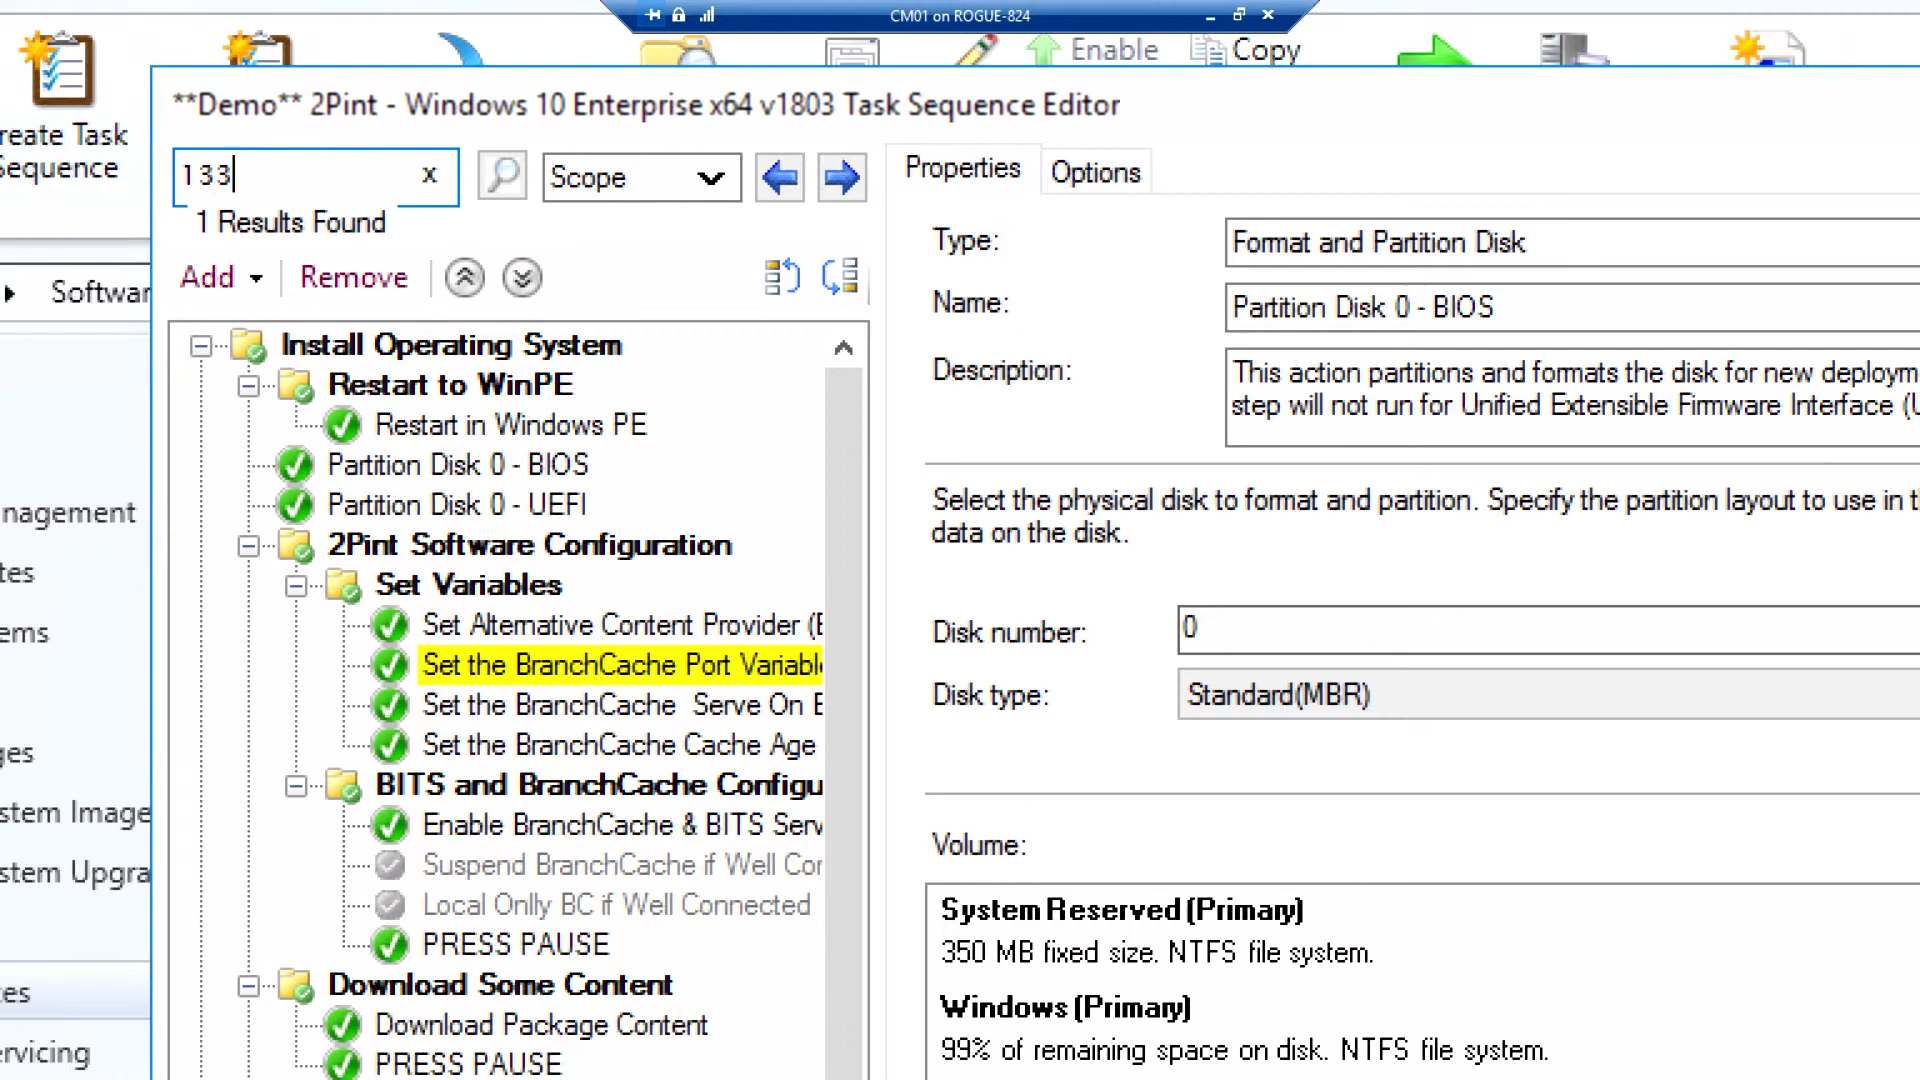 CM01 on ROGUE-824
Enable
Copy
reate Task
Sequence
**Demo** 2Pint - Windows 10 Enterprise x64 v1803 Task Sequence Editor
133
x
Scope
1 Results Found
Add
Remove
Softwar
Install Operating System
Restart to WinPE
Restart in Windows PE
Partition Disk 0 - BIOS
Partition Disk 0 - UEFI
2Pint Software Configuration
Set Variables
Set Alternative Content Provider (B
Set the BranchCache Port Variabl
Set the BranchCache  Serve On B
Set the BranchCache Cache Age
BITS and BranchCache Configu
Enable BranchCache & BITS Serv
Suspend BranchCache if Well Cor
Local Onlly BC if Well Connected
PRESS PAUSE
Download Some Content
Download Package Content
PRESS PAUSE
nagement
tes
ems
ges
stem Image
stem Upgra
es
ervicing
Properties
Options
Type:
Format and Partition Disk
Name:
Partition Disk 0 - BIOS
Description:
This action partitions and formats the disk for new deploym
step will not run for Unified Extensible Firmware Interface (U
Select the physical disk to format and partition. Specify the partition layout to use in t
data on the disk.
Disk number:
0
Disk type:
Standard(MBR)
Volume:
System Reserved (Primary)
350 MB fixed size. NTFS file system.
Windows (Primary)
99% of remaining space on disk. NTFS file system.